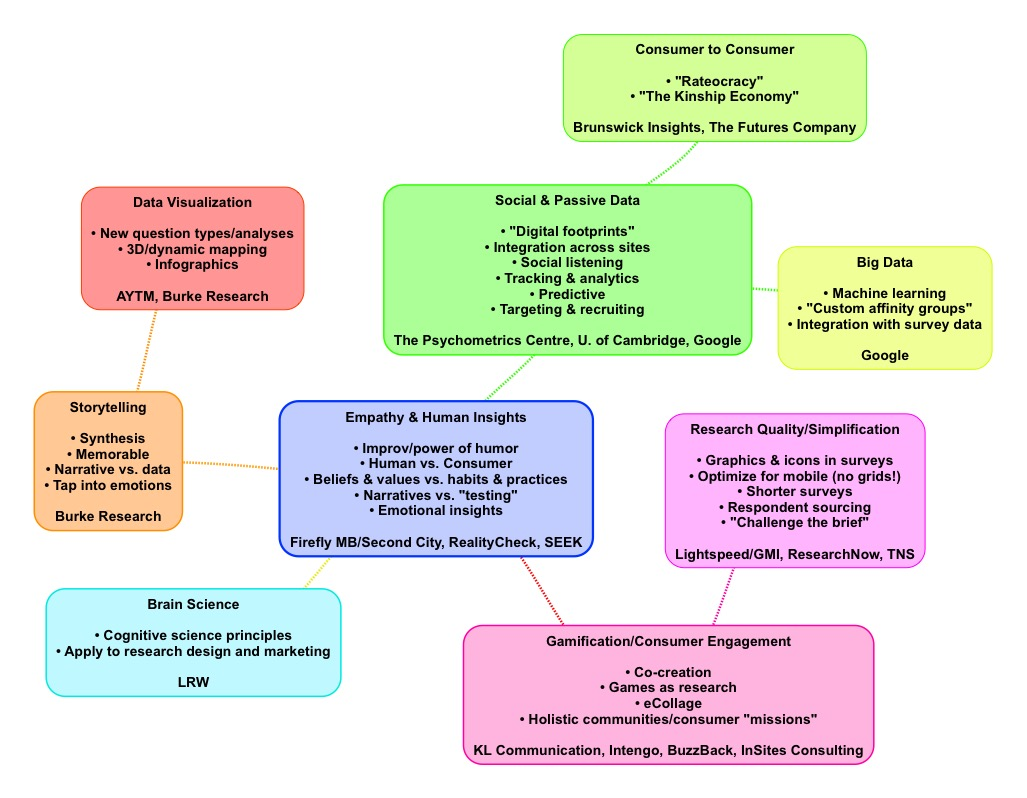 Consumer to Consumer
• "Rateocracy"
• "The Kinship Economy"
Brunswick Insights, The Futures Company
Data Visualization
• New question types/analyses
• 3D/dynamic mapping
• Infographics
AYTM, Burke Research
Social & Passive Data
• "Digital footprints"
• Integration across sites
• Social listening
• Tracking & analytics
• Predictive
• Targeting & recruiting
The Psychometrics Centre, U. of Cambridge, Google
Big Data
• Machine learning
• "Custom affinity groups"
• Integration with survey data
Google
Storytelling
• Synthesis
• Memorable
• Narrative vs. data
• Tap into emotions
Burke Research
Empathy & Human Insights
• Improv/power of humor
• Human vs. Consumer
• Beliefs & values vs. habits & practices
• Narratives vs. "testing"
• Emotional insights
Firefly MB/Second City, RealityCheck, SEEK
Research Quality/Simplification
• Graphics & icons in surveys
• Optimize for mobile (no grids!)
• Shorter surveys
• Respondent sourcing
• "Challenge the brief"
Lightspeed/GMI, ResearchNow, TNS
Brain Science
• Cognitive science principles
• Apply to research design and marketing
LRW
Gamification/Consumer Engagement
• Co-creation
• Games as research
• eCollage
• Holistic communities/consumer "missions"
KL Communication, Intengo, BuzzBack, InSites Consulting